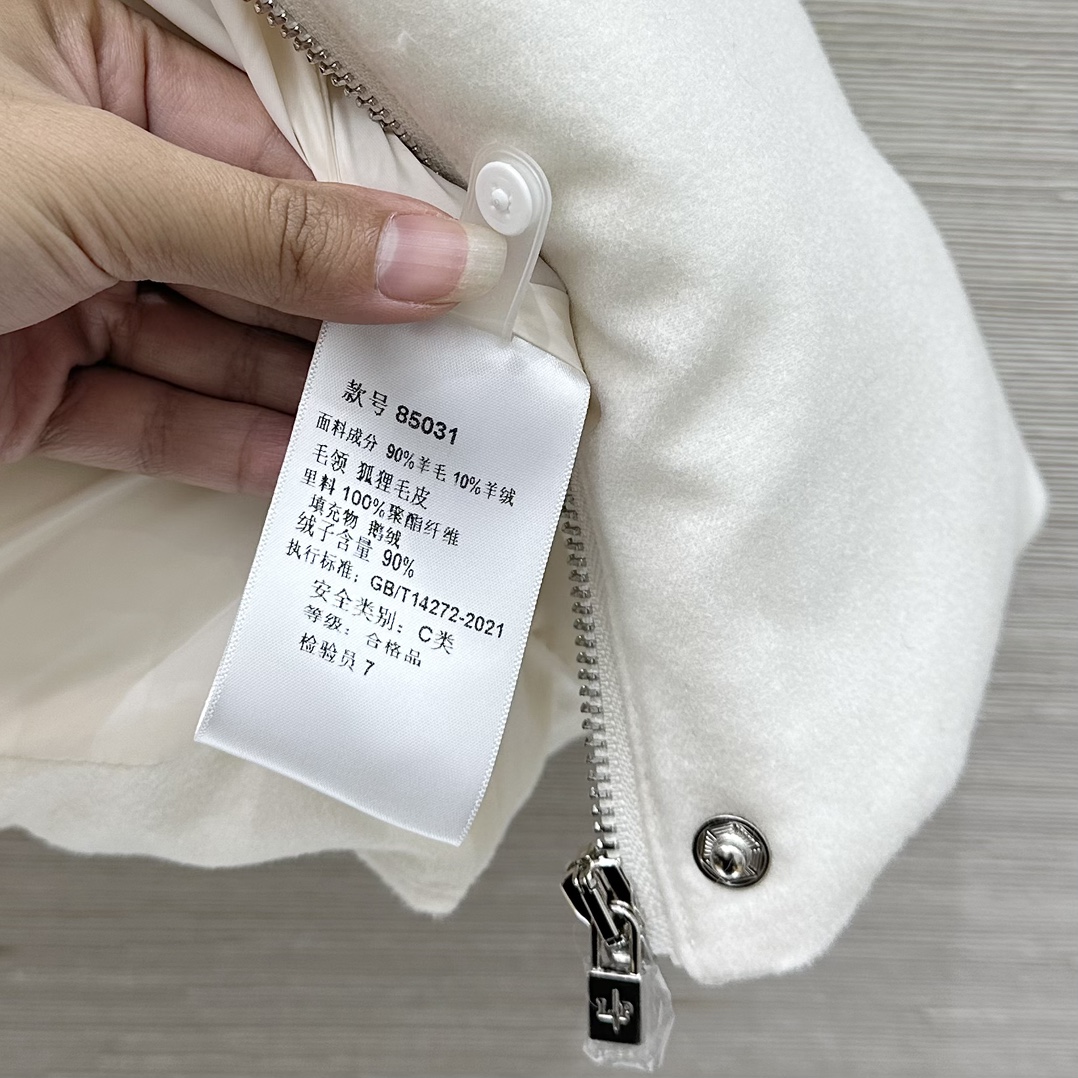 款号 85031
面料成分 90%羊毛 10%羊绒
毛领 狐狸毛皮
里料 100%聚酯纤维
填充物 鹅绒
绒子含量 90%
执行标准：GB/T14272-2021
安全类别：C类
等级：合格品
检验员 7